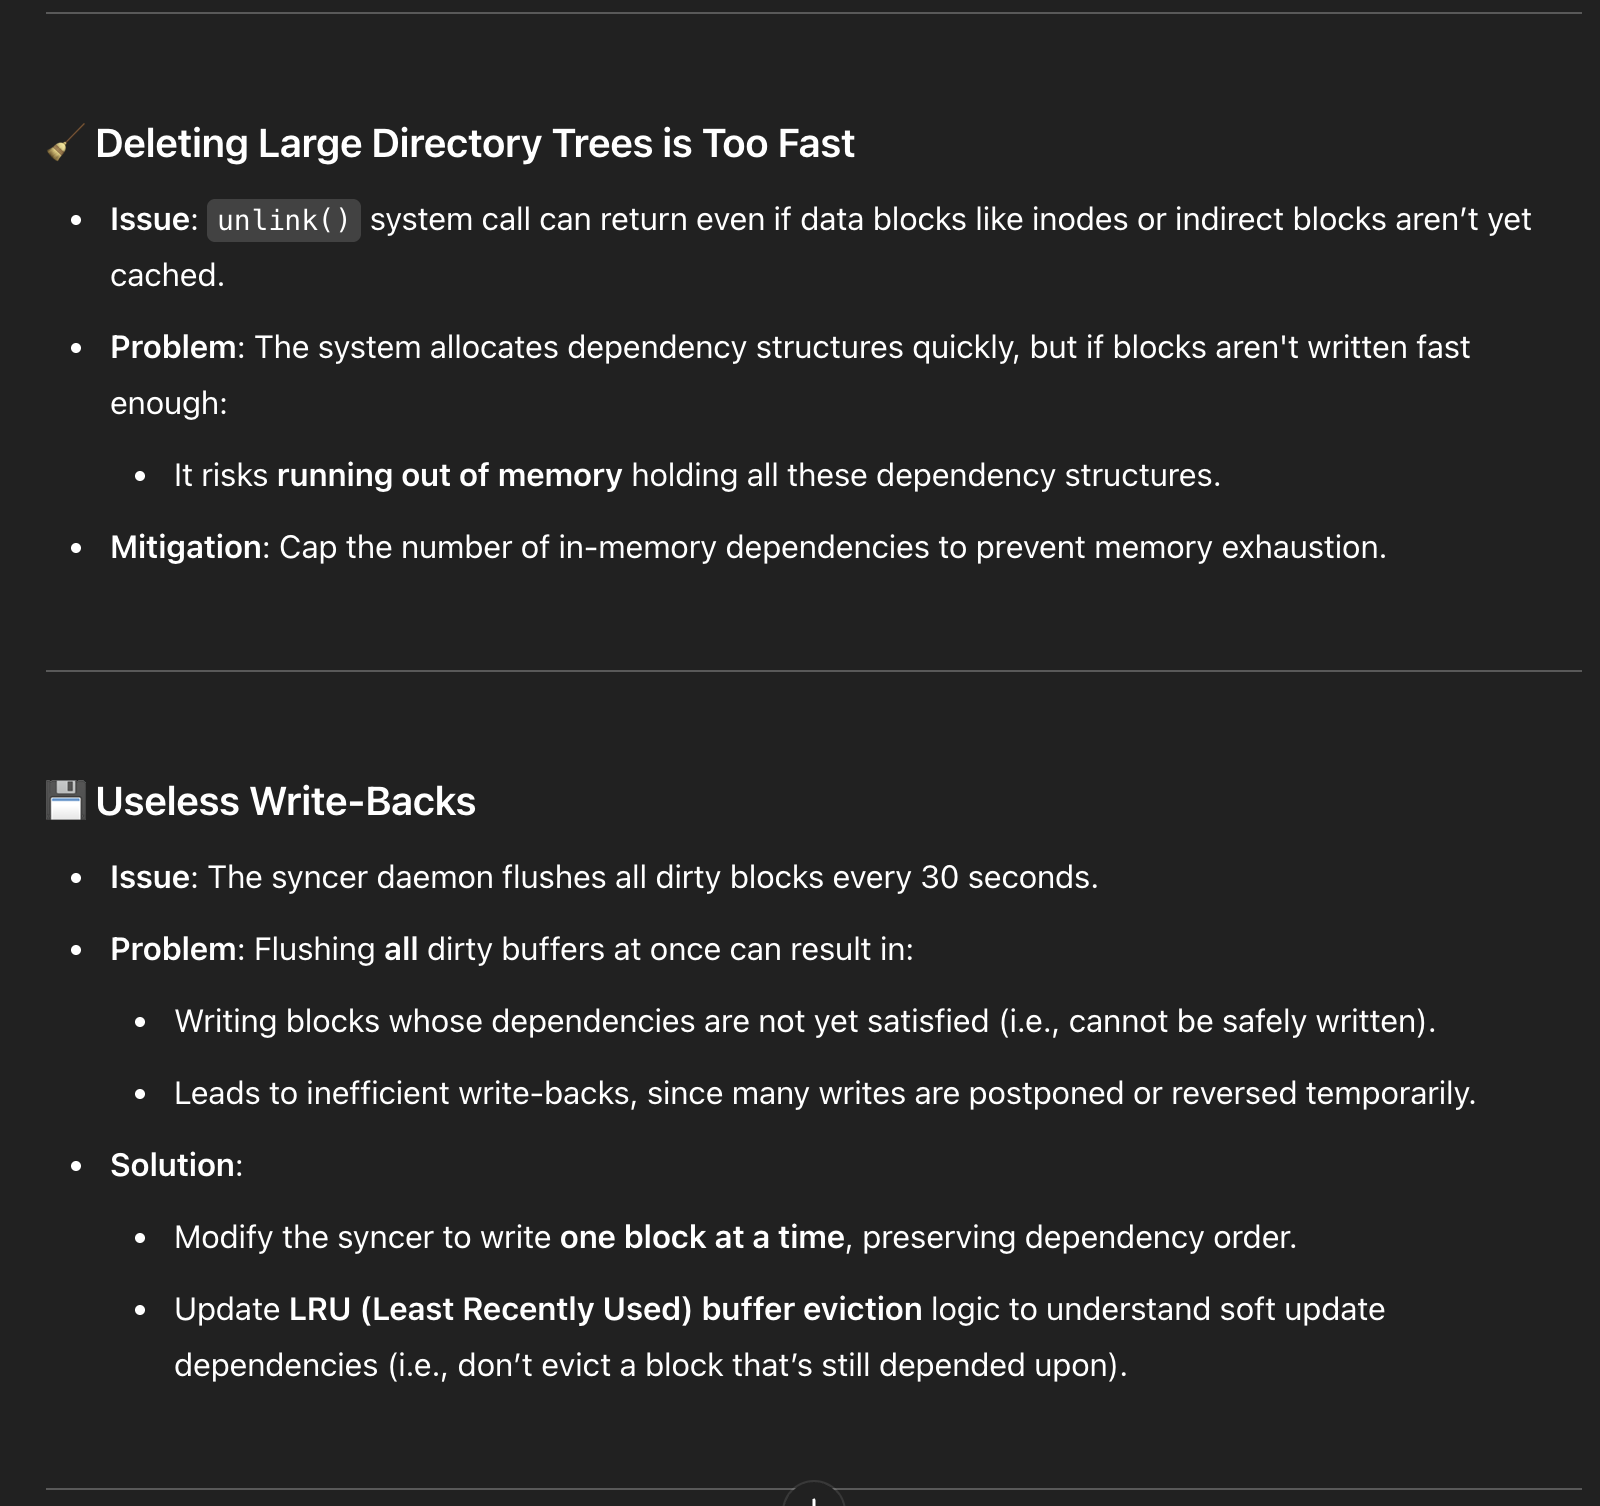 🧹 Deleting Large Directory Trees is Too Fast
• Issue: unlink() system call can return even if data blocks like inodes or indirect blocks aren’t yet
cached.
• Problem: The system allocates dependency structures quickly, but if blocks aren't written fast
enough:
• It risks running out of memory holding all these dependency structures.
• Mitigation: Cap the number of in-memory dependencies to prevent memory exhaustion.
💾 Useless Write-Backs
• Issue: The syncer daemon flushes all dirty blocks every 30 seconds.
• Problem: Flushing all dirty buffers at once can result in:
• Writing blocks whose dependencies are not yet satisfied (i.e., cannot be safely written).
• Leads to inefficient write-backs, since many writes are postponed or reversed temporarily.
• Solution:
• Modify the syncer to write one block at a time, preserving dependency order.
• Update LRU (Least Recently Used) buffer eviction logic to understand soft update
dependencies (i.e., don’t evict a block that’s still depended upon).